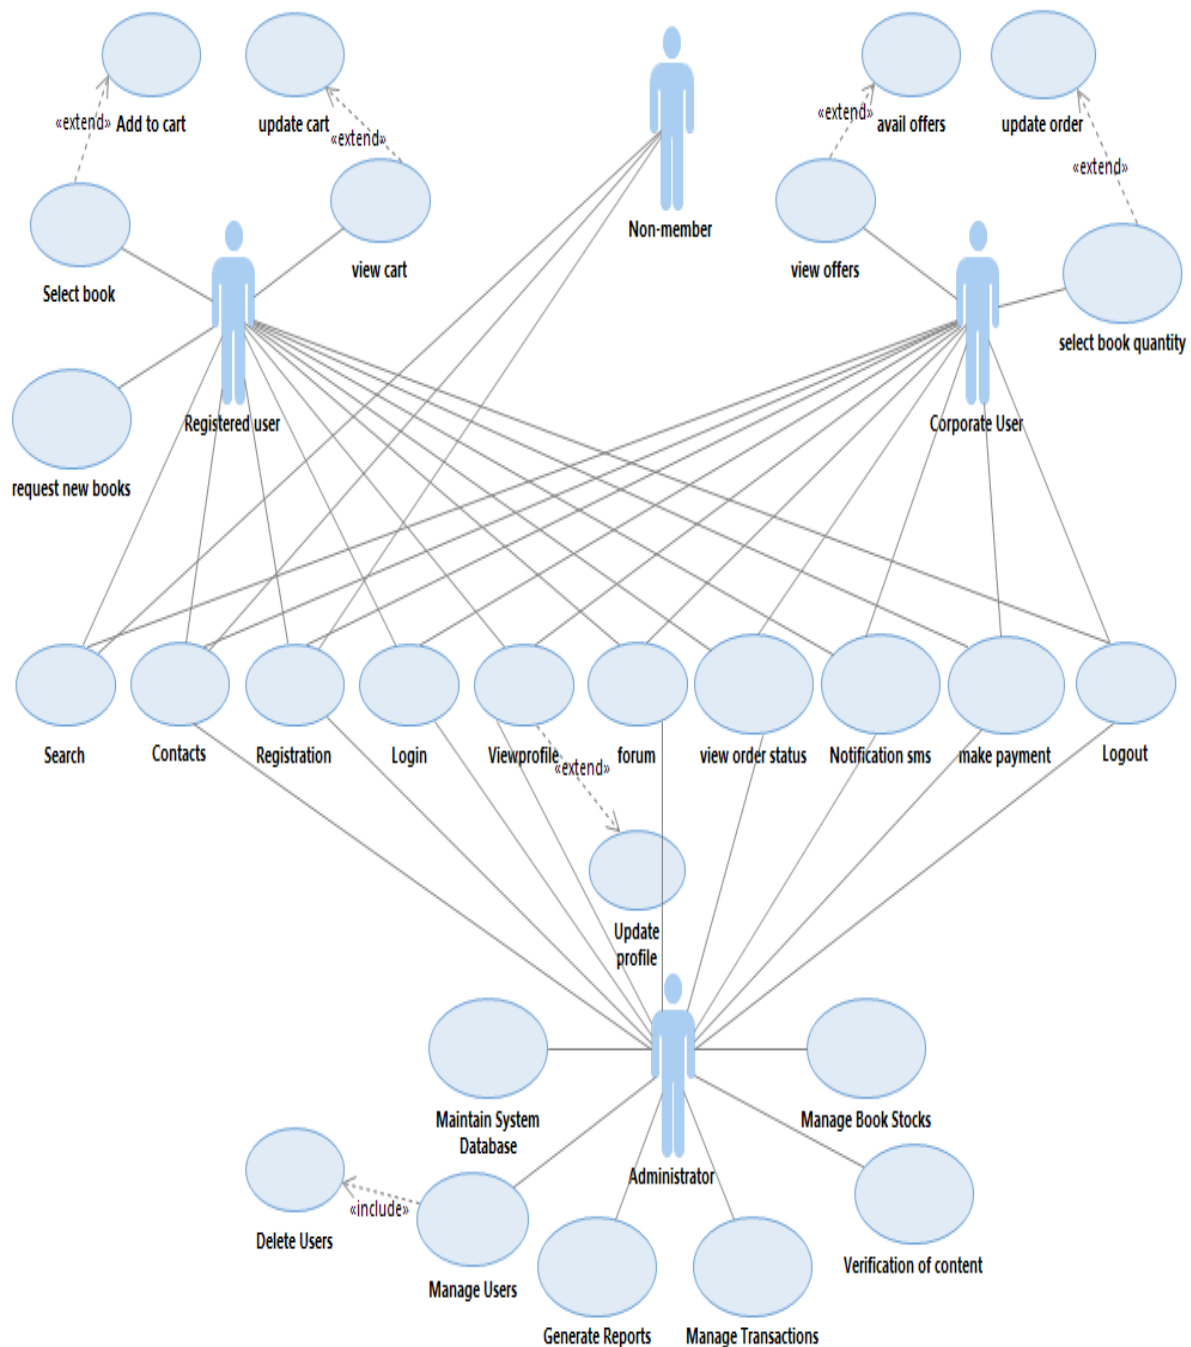 «extend»
Add to cart
update cart
«extend»
«extend»
avail offers
update order
«extend»
Non-member
Select book
view cart
view offers
select book quantity
Registered user
Corporate User
request new books
Search
Contacts
Registration
Login
Viewprofile
forum
view order status
Notification sms
make payment
Logout
«extend»
Update
profile
Maintain System
Database
Manage Book Stocks
Administrator
«include»
Delete Users
Manage Users
Verification of content
Generate Reports
Manage Transactions